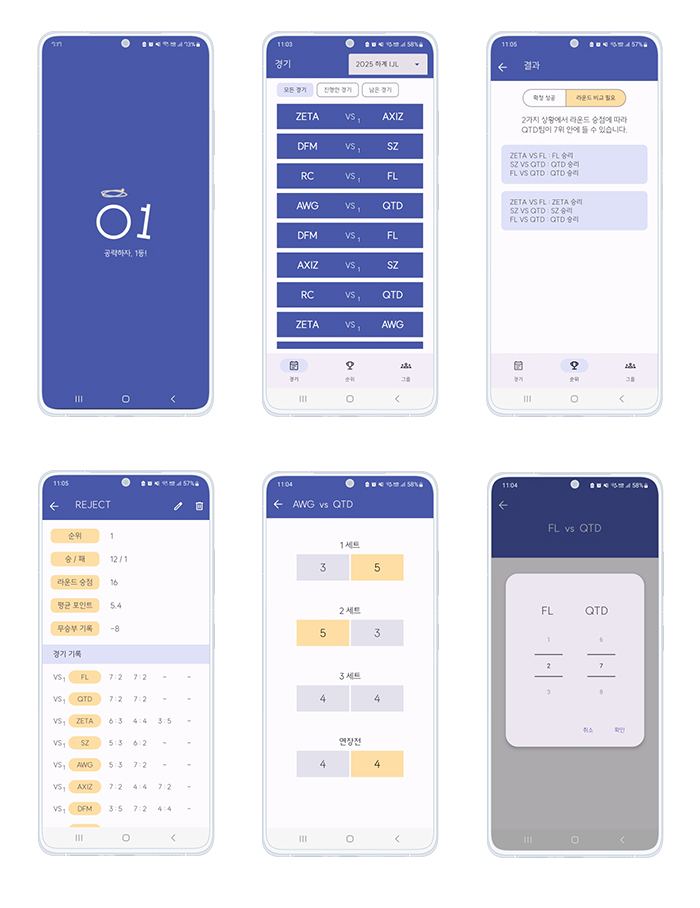 73%
01
공략하자, 1등!
11:03
58%
경기
2025 하계 IJL
모든 경기
진행한 경기
남은 경기
ZETA VS 1 AXIZ
DFM VS 1 SZ
RC VS 1 FL
AWG VS 1 QTD
DFM VS 1 FL
AXIZ VS 1 SZ
RC VS 1 QTD
ZETA VS 1 AWG
경기 순위 그룹
11:05
57%
결과
확정 성공
라운드 비교 필요
2가지 상황에서 라운드 승점에 따라
QTD팀이 7위 안에 들 수 있습니다.
ZETA VS FL : FL 승리
SZ VS QTD : QTD 승리
FL VS QTD : QTD 승리
ZETA VS FL : ZETA 승리
SZ VS QTD : SZ 승리
FL VS QTD : QTD 승리
경기 순위 그룹
11:05
57%
REJECT
순위 1
승 / 패 12 / 1
라운드 승점 16
평균 포인트 5.4
무승부 기록 -8
경기 기록
VS 1 FL 7 : 2 7 : 2 - -
VS 1 QTD 7 : 2 7 : 2 - -
VS 1 ZETA 6 : 3 4 : 4 3 : 5 -
VS 1 SZ 5 : 3 6 : 2 - -
VS 1 AWG 5 : 3 7 : 2 - -
VS 1 AXIZ 7 : 2 4 : 4 7 : 2 -
VS 1 DFM 3 : 5 7 : 2 4 : 4 -
11:04
58%
AWG vs QTD
1 세트
3 5
2 세트
5 3
3 세트
4 4
연장전
4 4
11:04
58%
FL vs QTD
FL QTD
1 6
2 7
3 8
취소 확인